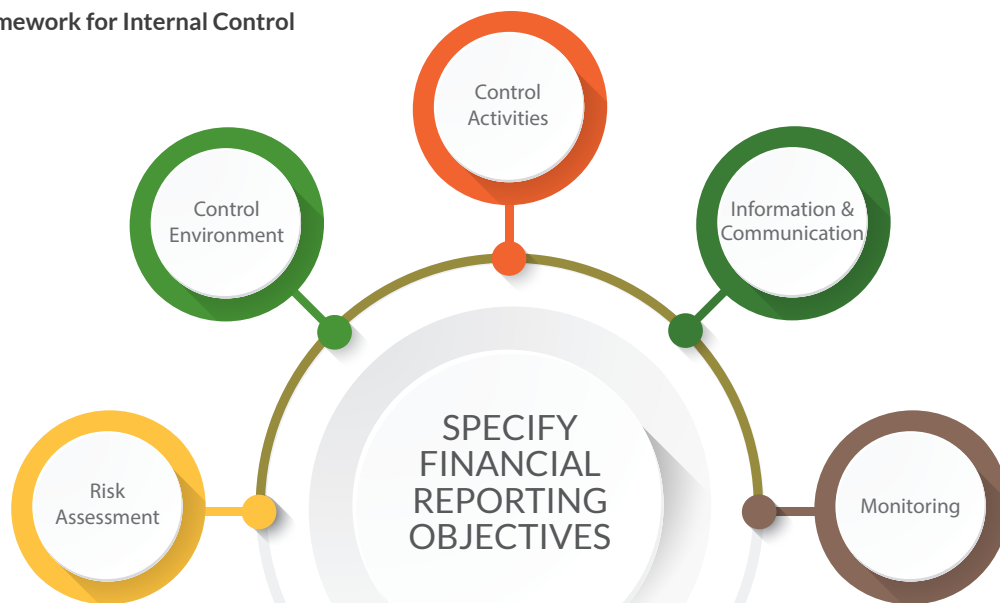 mework for Internal Control
Control
Activities
Control
Environment
Information &
Communication
Risk
Assessment
SPECIFY
FINANCIAL
REPORTING
OBJECTIVES
Monitoring